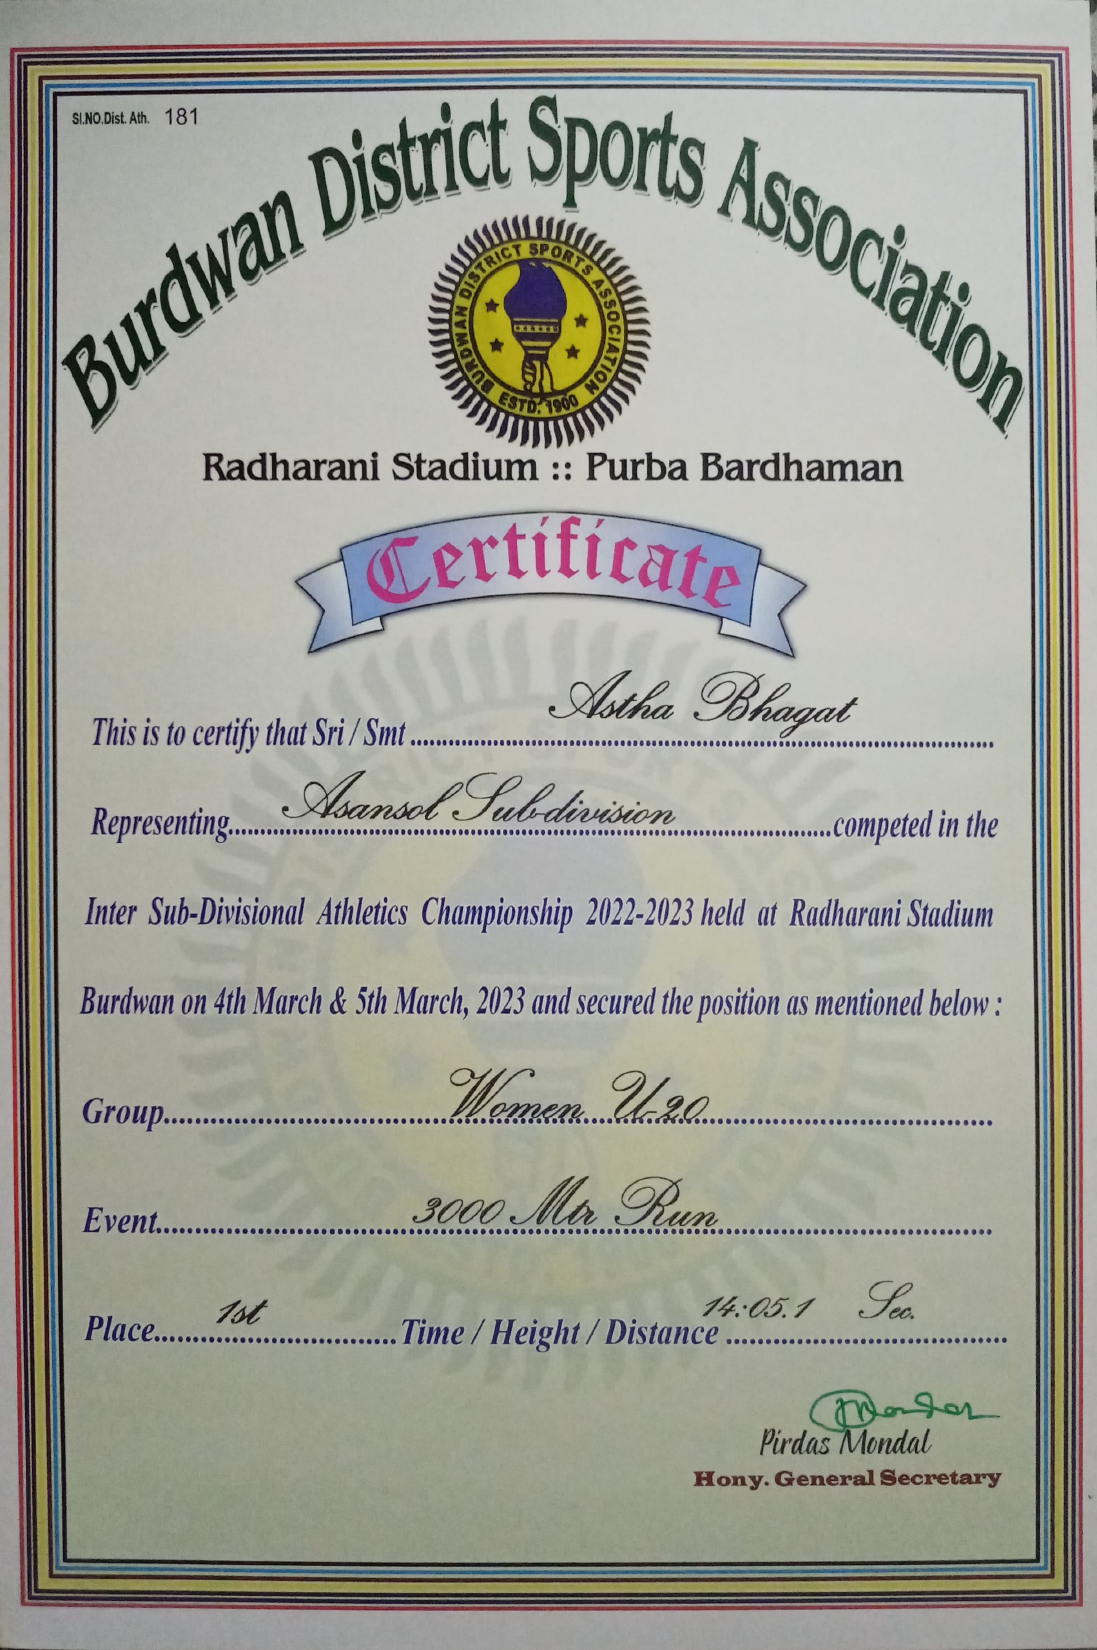 Sl.NO.Dist. Ath. 181
Burdwan District Sports Association
BURDWAN DISTRICT SPORTS ASSOCIATION
ESTD. 1900
Radharani Stadium :: Purba Bardhaman
Certificate
This is to certify that Sri / Smt Astha Bhagat
Representing Asansol Sub-division competed in the
Inter Sub-Divisional Athletics Championship 2022-2023 held at Radharani Stadium
Burdwan on 4th March & 5th March, 2023 and secured the position as mentioned below :
Group Women U-20
Event 3000 Mtr Run
Place 1st Time / Height / Distance 14:05.1 Sec.
Pirdas Mondal
Hony. General Secretary